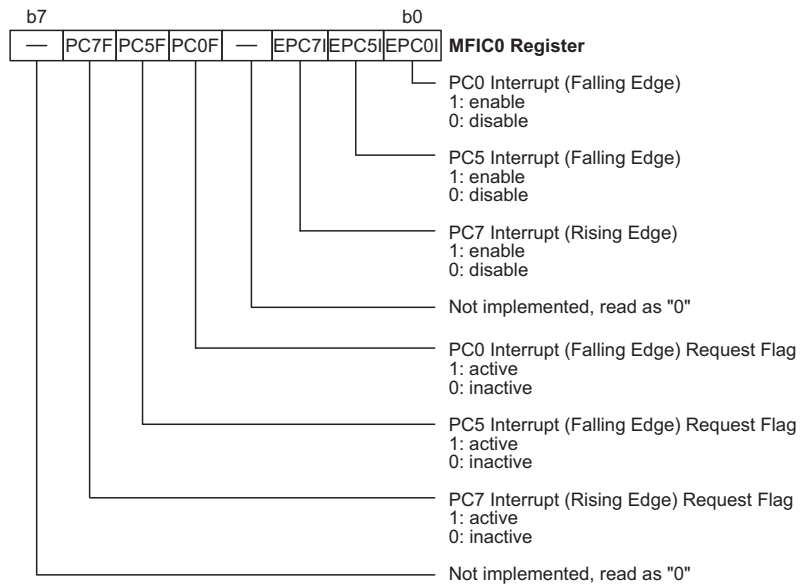 b7 b0
— PC7F PC5F PC0F — EPC7I EPC5I EPC0I MFIC0 Register
PC0 Interrupt (Falling Edge)
1: enable
0: disable
PC5 Interrupt (Falling Edge)
1: enable
0: disable
PC7 Interrupt (Rising Edge)
1: enable
0: disable
Not implemented, read as "0"
PC0 Interrupt (Falling Edge) Request Flag
1: active
0: inactive
PC5 Interrupt (Falling Edge) Request Flag
1: active
0: inactive
PC7 Interrupt (Rising Edge) Request Flag
1: active
0: inactive
Not implemented, read as "0"